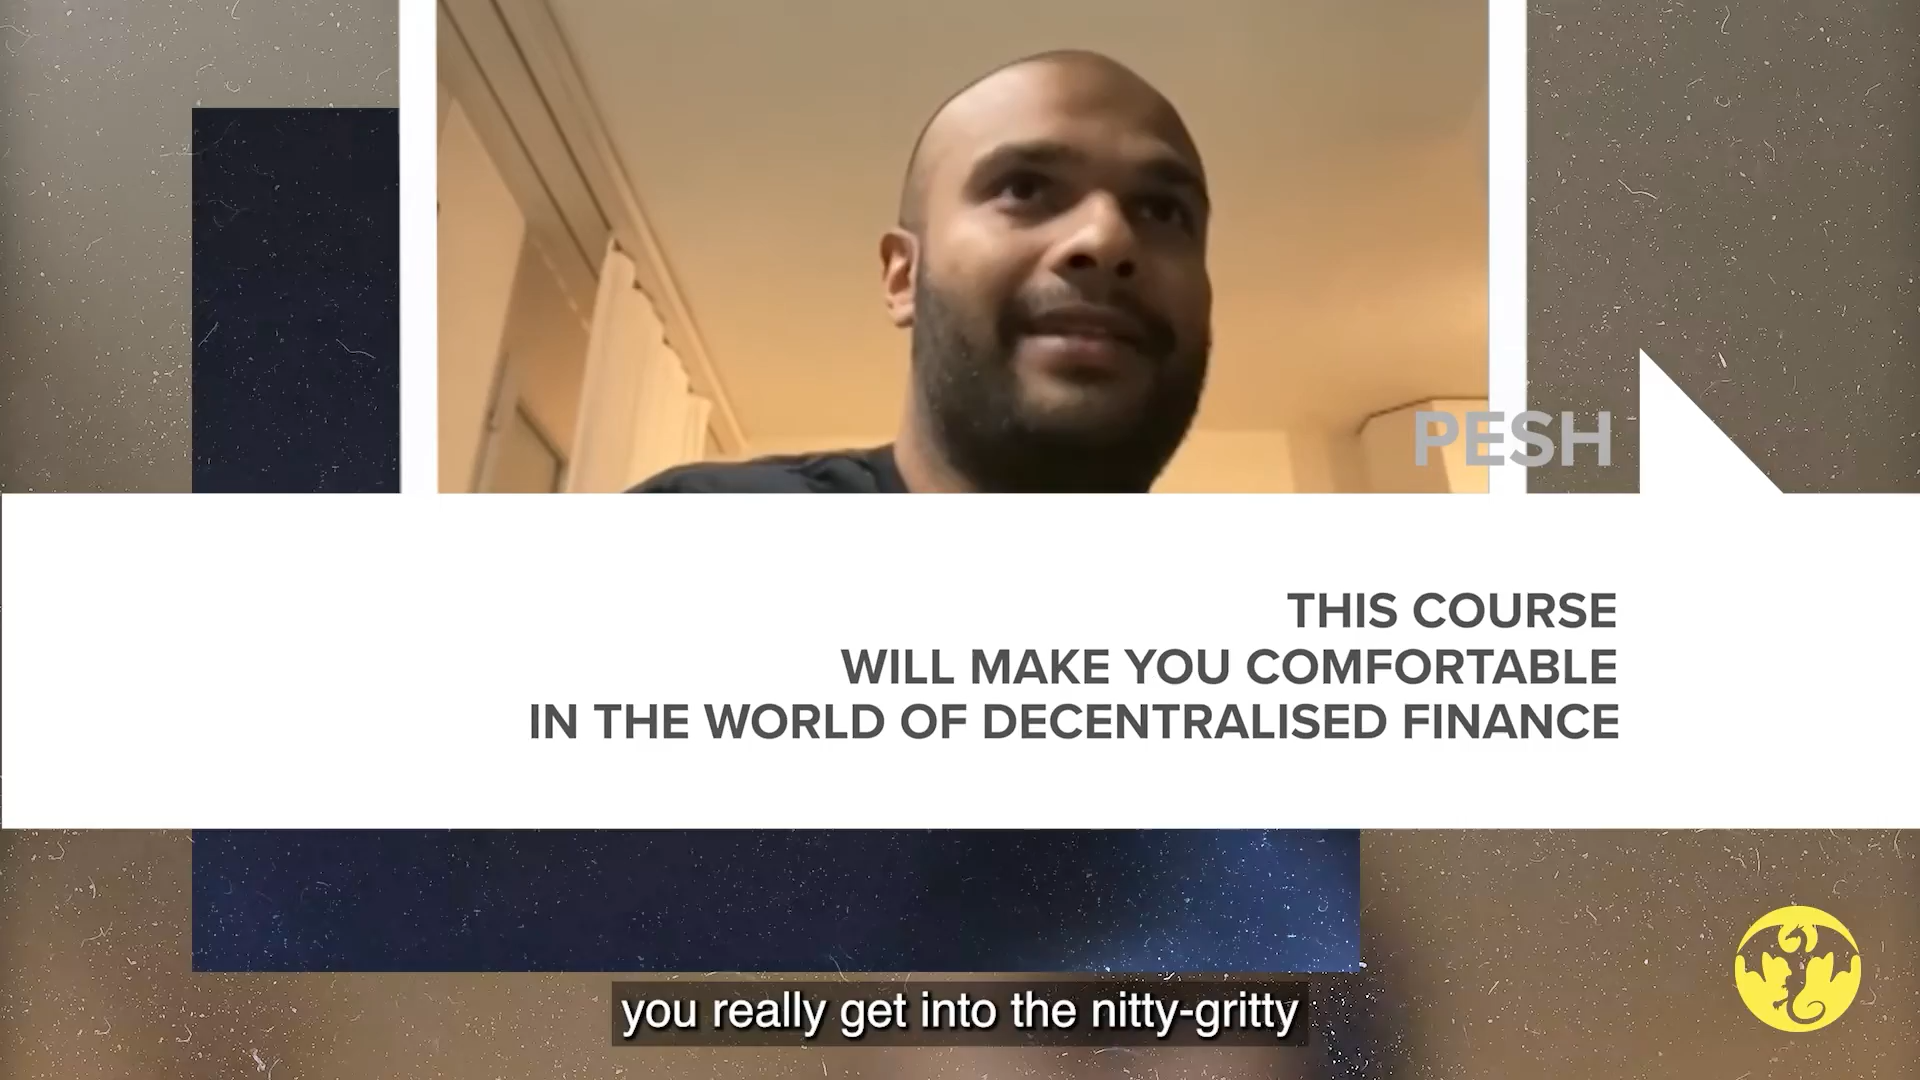 PESH
THIS COURSE
WILL MAKE YOU COMFORTABLE
IN THE WORLD OF DECENTRALISED FINANCE
you really get into the nitty-gritty